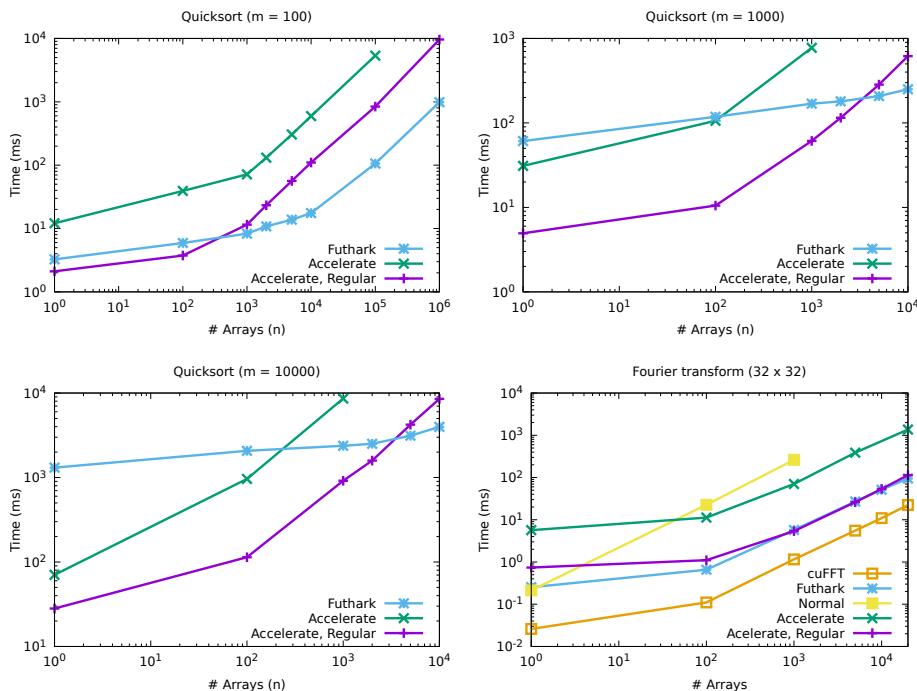 Quicksort (m = 100)
Time (ms)
10^4
10^3
10^2
10^1
10^0
Futhark
Accelerate
Accelerate, Regular
10^0 10^1 10^2 10^3 10^4 10^5 10^6
# Arrays (n)
Quicksort (m = 1000)
Time (ms)
10^3
10^2
10^1
10^0
Futhark
Accelerate
Accelerate, Regular
10^0 10^1 10^2 10^3 10^4
# Arrays (n)
Quicksort (m = 10000)
Time (ms)
10^4
10^3
10^2
10^1
Futhark
Accelerate
Accelerate, Regular
10^0 10^1 10^2 10^3 10^4
# Arrays (n)
Fourier transform (32 x 32)
Time (ms)
10^4
10^3
10^2
10^1
10^0
10^-1
10^-2
cuFFT
Futhark
Normal
Accelerate
Acelerate, Regular
10^0 10^1 10^2 10^3 10^4
# Arrays